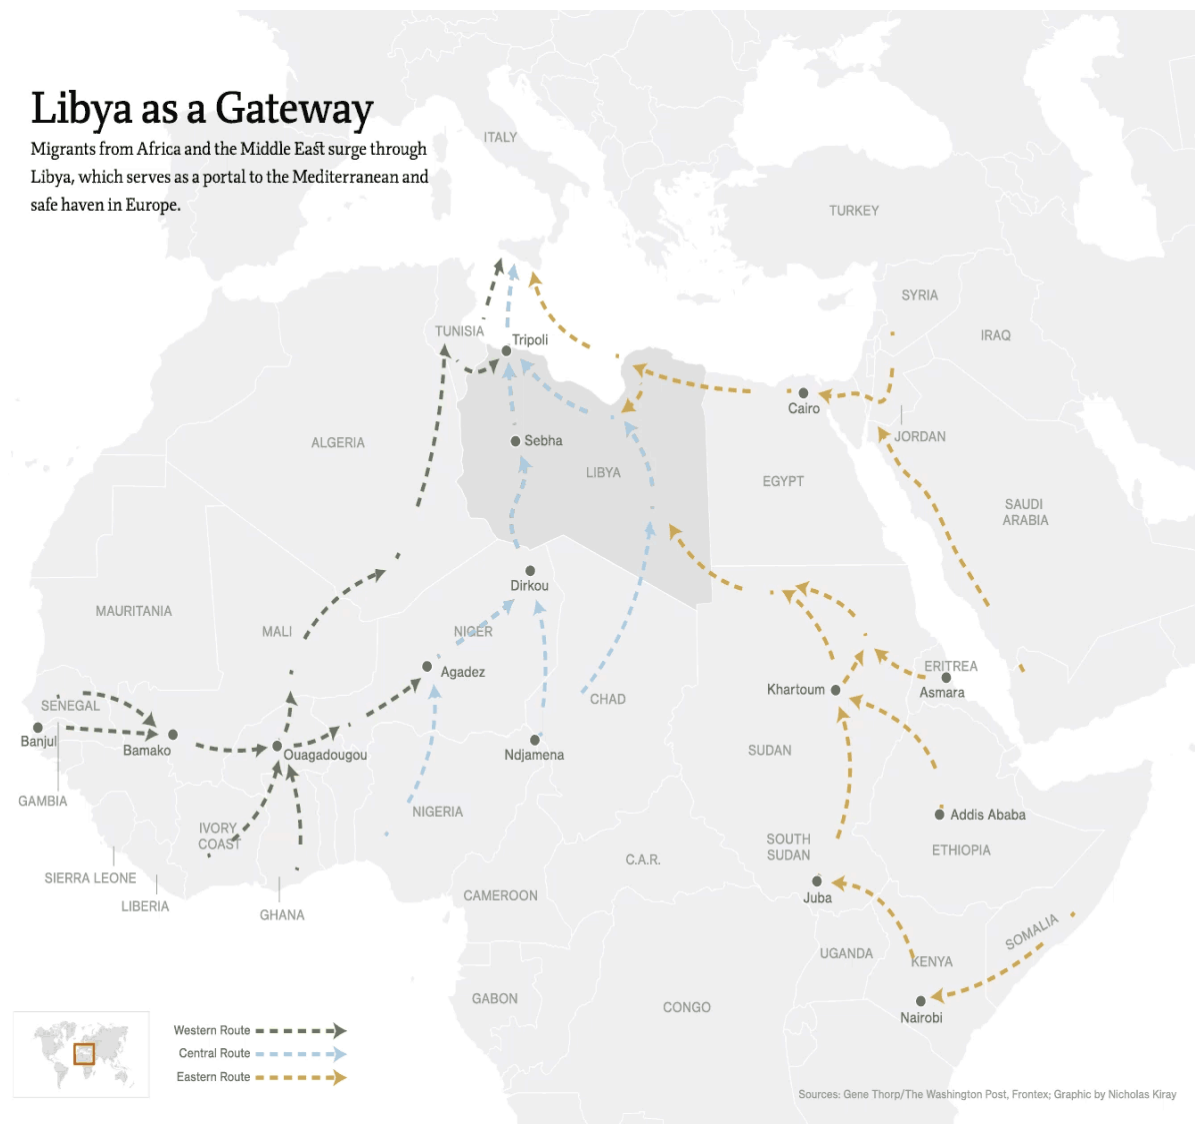 Libya as a Gateway
Migrants from Africa and the Middle East surge through
Libya, which serves as a portal to the Mediterranean and
safe haven in Europe.
ITALY
TURKEY
SYRIA
TUNISIA
Tripoli
IRAQ
Cairo
JORDAN
ALGERIA
Sebha
LIBYA
EGYPT
SAUDI
ARABIA
Dirkou
MAURITANIA
MALI
NIGER
Agadez
CHAD
Khartoum
ERITREA
Asmara
SENEGAL
Banjul
Bamako
Ouagadougou
Ndjamena
SUDAN
GAMBIA
NIGERIA
Addis Ababa
IVORY
COAST
SOUTH
SUDAN
ETHIOPIA
C.A.R.
SIERRA LEONE
LIBERIA
GHANA
CAMEROON
Juba
SOMALIA
UGANDA
KENYA
GABON
CONGO
Nairobi
Western Route
Central Route
Eastern Route
Sources: Gene Thorp/The Washington Post, Frontex; Graphic by Nicholas Kiray